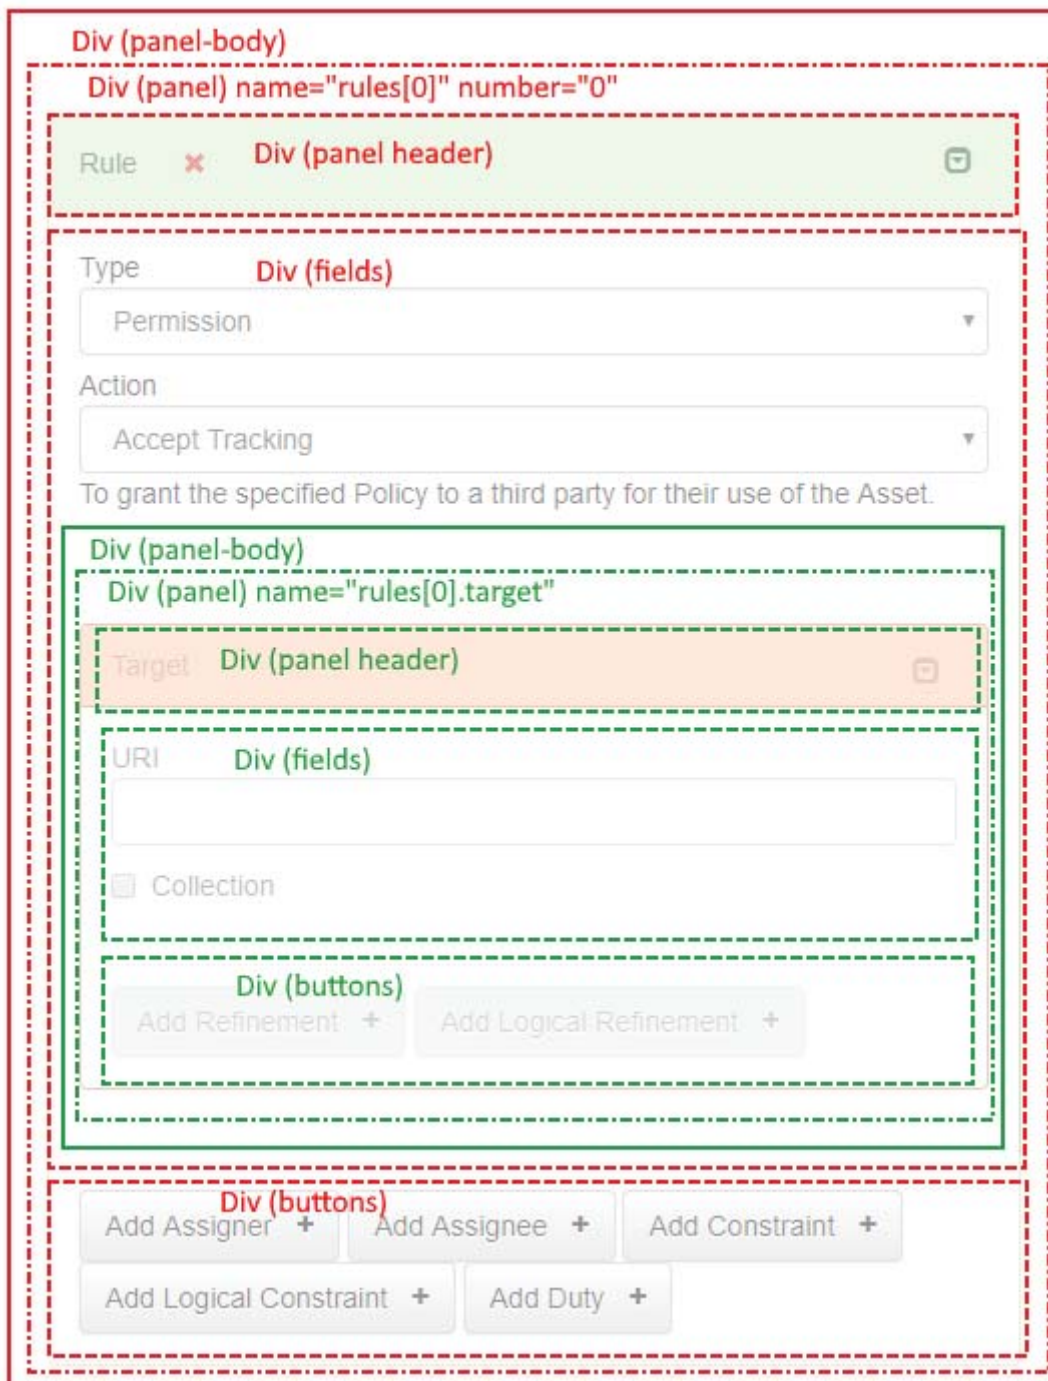 Div (panel-body)
Div (panel) name="rules[0]" number="0"
Rule ✖ Div (panel header)
Type Div (fields)
Permission
Action
Accept Tracking
To grant the specified Policy to a third party for their use of the Asset.
Div (panel-body)
Div (panel) name="rules[0].target"
Target Div (panel header)
URI Div (fields)
Collection
Div (buttons)
Add Refinement + Add Logical Refinement +
Div (buttons)
Add Assigner + Add Assignee + Add Constraint +
Add Logical Constraint + Add Duty +